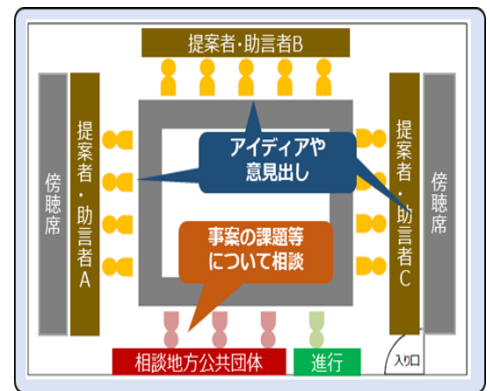 提案者・助言者B
傍聴席
提案者・助言者A
アイディアや
意見出し
提案者・助言者C
傍聴席
事案の課題等
について相談
相談地方公共団体
進行
入り口